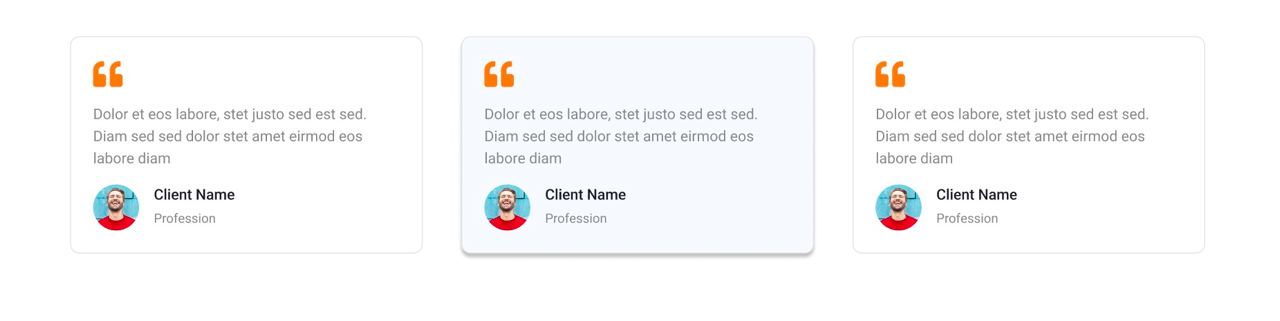 Dolor et eos labore, stet justo sed est sed.
Diam sed sed dolor stet amet eirmod eos
labore diam
Client Name
Profession
Dolor et eos labore, stet justo sed est sed.
Diam sed sed dolor stet amet eirmod eos
labore diam
Client Name
Profession
Dolor et eos labore, stet justo sed est sed.
Diam sed sed dolor stet amet eirmod eos
labore diam
Client Name
Profession